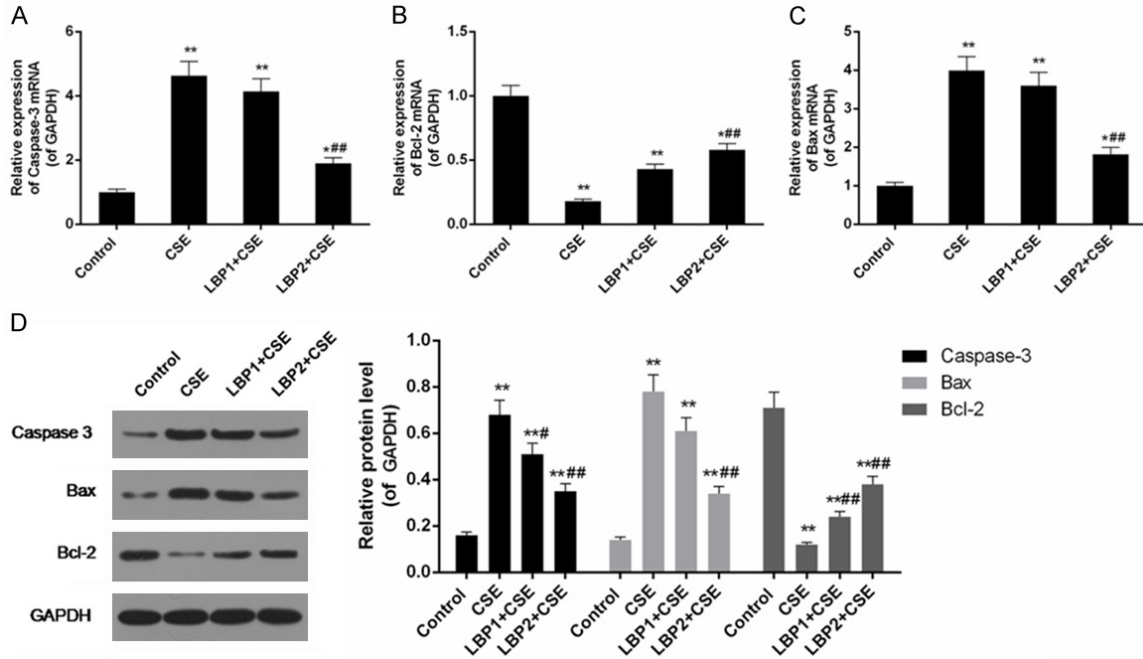 A
Relative expression
of Caspase-3 mRNA
(of GAPDH)
6
4
2
0
**
**
*##
Control
CSE
LBP1+CSE
LBP2+CSE
B
Relative expression
of Bcl-2 mRNA
(of GAPDH)
1.5
1.0
0.5
0.0
**
**
*##
Control
CSE
LBP1+CSE
LBP2+CSE
C
Relative expression
of Bax mRNA
(of GAPDH)
5
4
3
2
1
0
**
**
*##
Control
CSE
LBP1+CSE
LBP2+CSE
D
Control
CSE
LBP1+CSE
LBP2+CSE
Caspase 3
Bax
Bcl-2
GAPDH
Relative protein level
(of GAPDH)
1.0
0.8
0.6
0.4
0.2
0.0
**
**#
**##
**
**
**##
**
**##
**##
Control
CSE
LBP1+CSE
LBP2+CSE
Control
CSE
LBP1+CSE
LBP2+CSE
Control
CSE
LBP1+CSE
LBP2+CSE
Caspase-3
Bax
Bcl-2